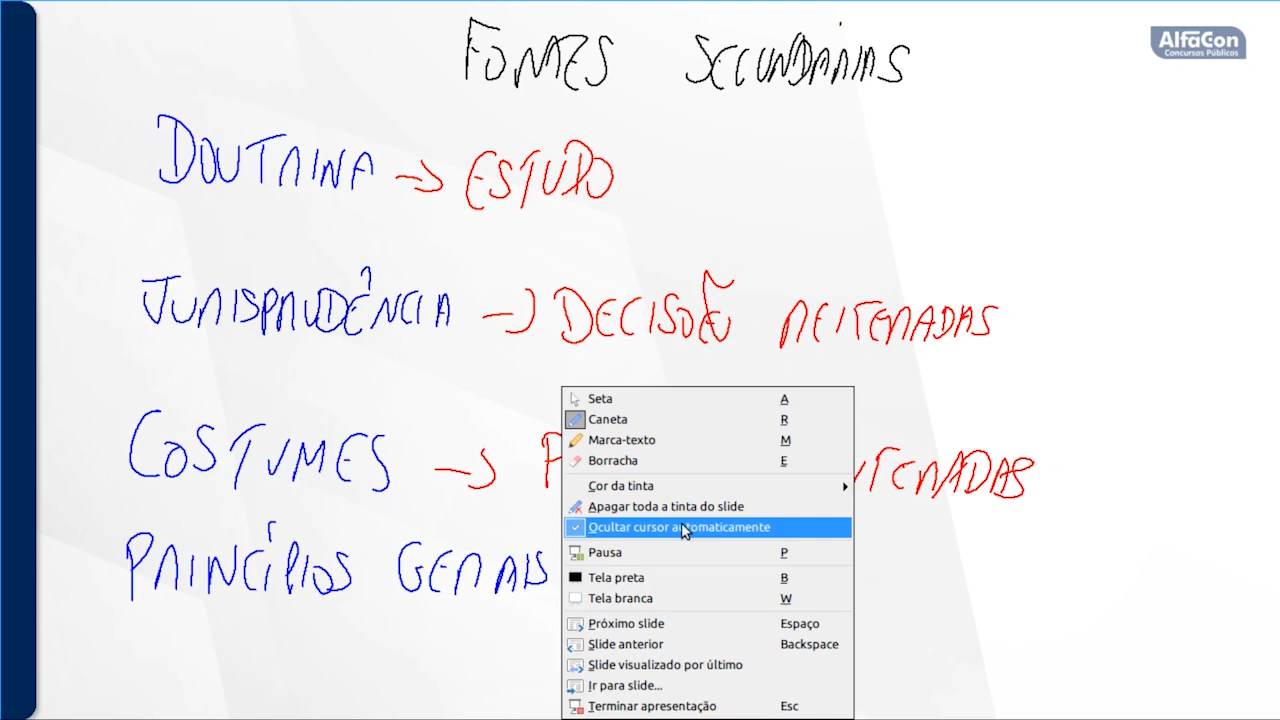 FONTES SECUNDÁRIAS
AlfaCon
Concursos Públicos
DOUTRINA → ESTUDO
JURISPRUDÊNCIA → DECISÕES REITERADAS
COSTUMES →
PRINCÍPIOS GERAIS
Seta A
Caneta R
Marca-texto M
Borracha E
Cor da tinta
Apagar toda a tinta do slide
Ocultar cursor automaticamente
Pausa P
Tela preta B
Tela branca W
Próximo slide Espaço
Slide anterior Backspace
Slide visualizado por último
Ir para slide...
Terminar apresentação Esc